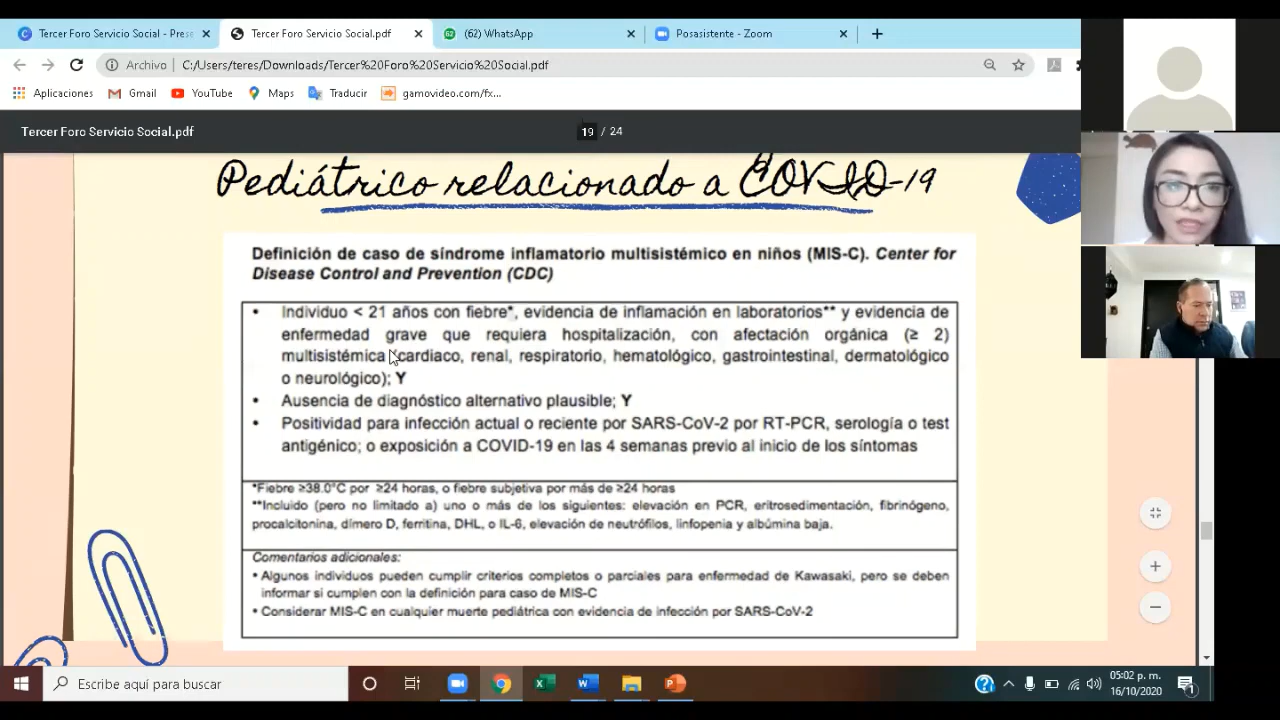 Tercer Foro Servicio Social - Pres
Tercer Foro Servicio Social.pdf
(62) WhatsApp
Posasistente - Zoom
Archivo
C:/Users/teres/Downloads/Tercer%20Foro%20Servicio%20Social.pdf
Aplicaciones
Gmail
YouTube
Maps
Traducir
gamovideo.com/fx...
Tercer Foro Servicio Social.pdf
19 / 24
Pediátrico relacionado a COVID-19
Definición de caso de síndrome inflamatorio multisistémico en niños (MIS-C). Center for
Disease Control and Prevention (CDC)
• Individuo < 21 años con fiebre*, evidencia de inflamación en laboratorios** y evidencia de
enfermedad grave que requiera hospitalización, con afectación orgánica (≥ 2)
multisistémica (cardiaco, renal, respiratorio, hematológico, gastrointestinal, dermatológico
o neurológico); Y
• Ausencia de diagnóstico alternativo plausible; Y
• Positividad para infección actual o reciente por SARS-CoV-2 por RT-PCR, serología o test
antigénico; o exposición a COVID-19 en las 4 semanas previo al inicio de los síntomas
*Fiebre ≥38.0°C por ≥24 horas, o fiebre subjetiva por más de ≥24 horas
**Incluido (pero no limitado a) uno o más de los siguientes: elevación en PCR, eritrosedimentación, fibrinógeno,
procalcitonina, dímero D, ferritina, DHL, o IL-6, elevación de neutrófilos, linfopenia y albúmina baja.
Comentarios adicionales:
• Algunos individuos pueden cumplir criterios completos o parciales para enfermedad de Kawasaki, pero se deben
informar si cumplen con la definición para caso de MIS-C
• Considerar MIS-C en cualquier muerte pediátrica con evidencia de infección por SARS-CoV-2
Escribe aquí para buscar
05:02 p. m.
16/10/2020